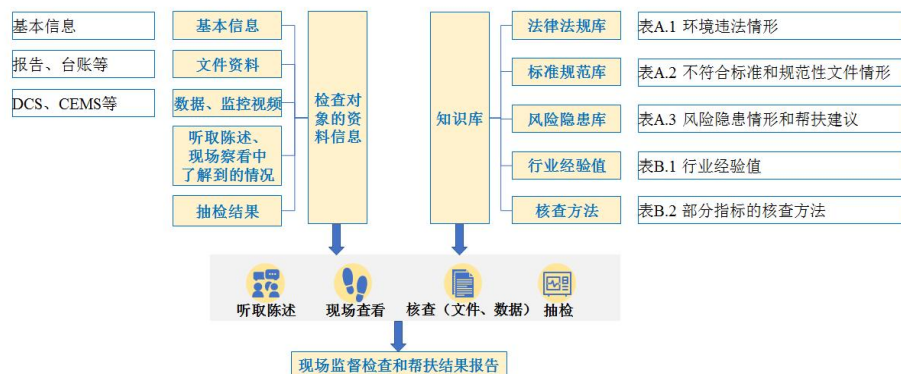 基本信息
报告、台账等
DCS、CEMS等
基本信息
文件资料
数据、监控视频
听取陈述、
现场察看中
了解到的情况
抽检结果
检查对
象的资
料信息
知识库
法律法规库
标准规范库
风险隐患库
行业经验值
核查方法
表A.1 环境违法情形
表A.2 不符合标准和规范性文件情形
表A.3 风险隐患情形和帮扶建议
表B.1 行业经验值
表B.2 部分指标的核查方法
听取陈述
现场查看
核查（文件、数据）
抽检
现场监督检查和帮扶结果报告